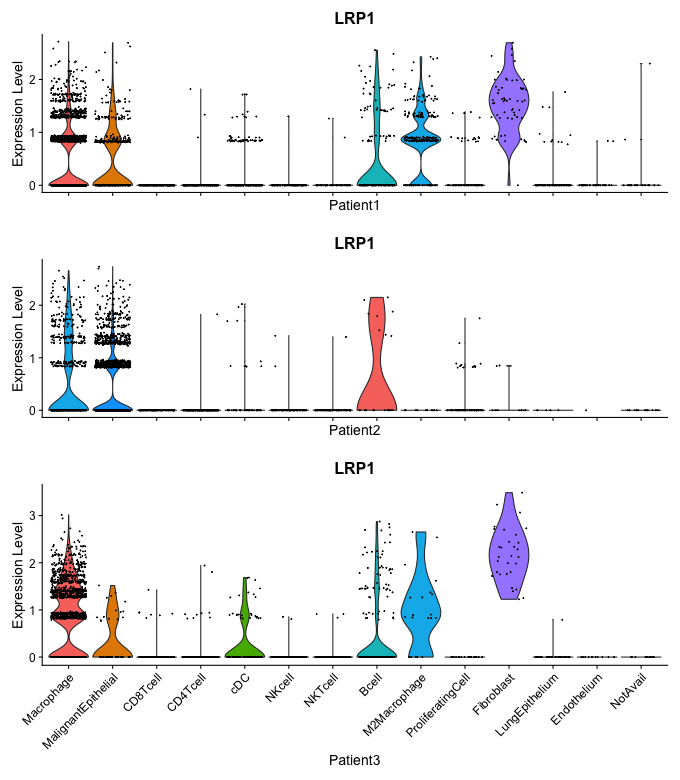 LRP1
Expression Level
2
1
0
Patient1
LRP1
Expression Level
2
1
0
Patient2
LRP1
Expression Level
3
2
1
0
Macrophage
MalignantEpithelial
CD8Tcell
CD4Tcell
cDC
NKcell
NKTcell
Bcell
M2Macrophage
ProliferatingCell
Fibroblast
LungEpithelium
Endothelium
NotAvail
Patient3